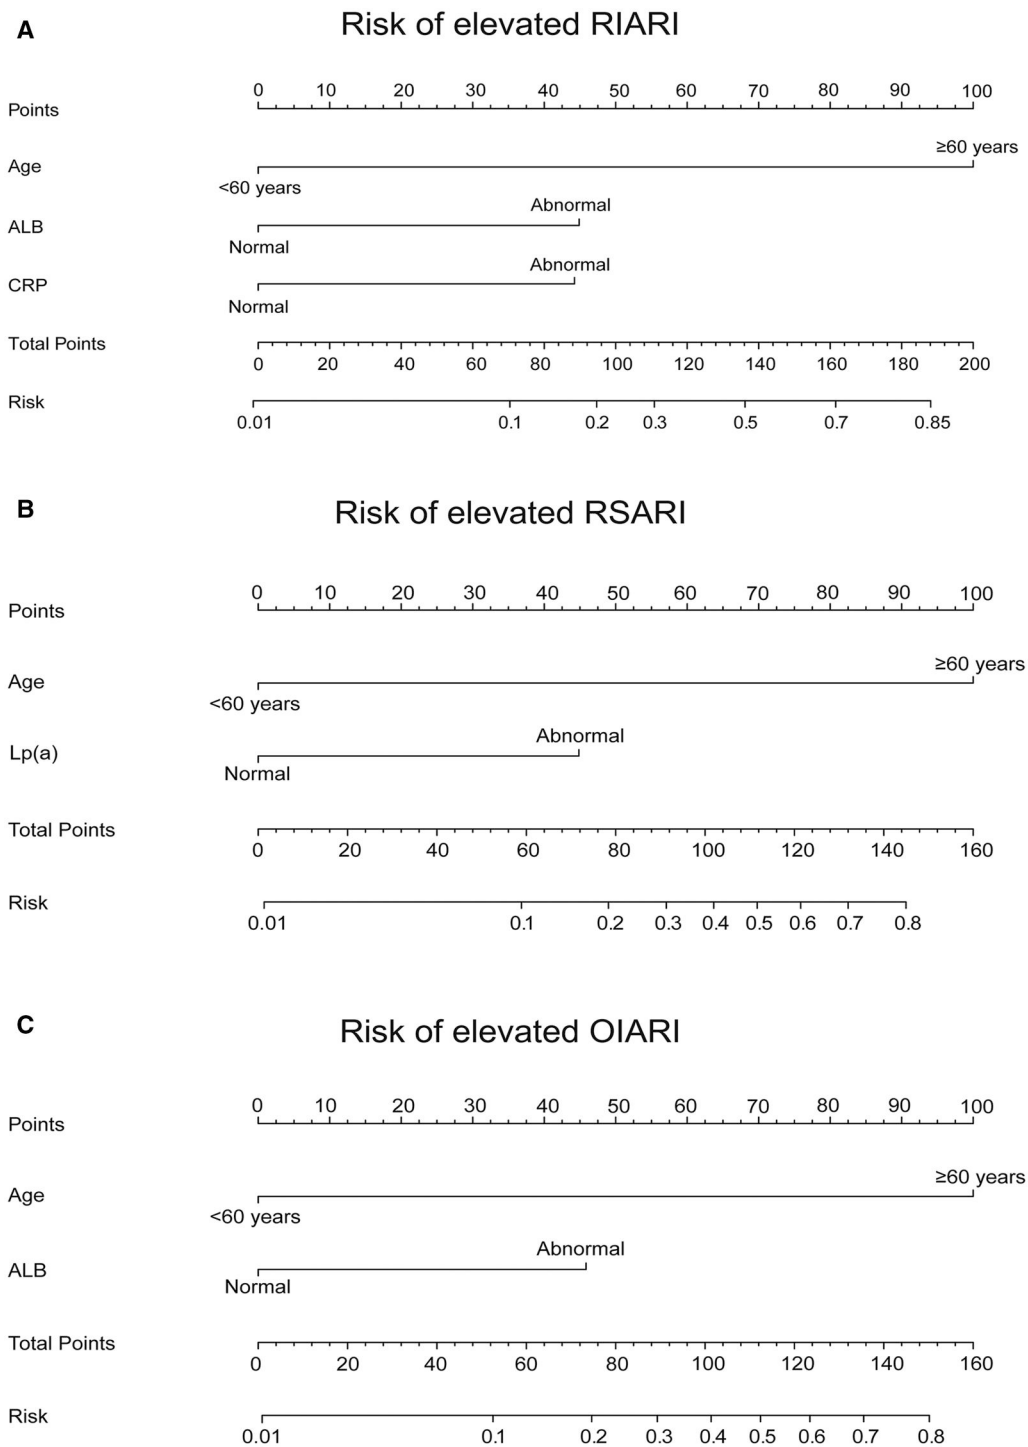 A
Risk of elevated RIARI
0 10 20 30 40 50 60 70 80 90 100
Points
≥60 years
Age
<60 years
Abnormal
ALB
Normal
Abnormal
CRP
Normal
Total Points
0 20 40 60 80 100 120 140 160 180 200
Risk
0.01 0.1 0.2 0.3 0.5 0.7 0.85
B
Risk of elevated RSARI
0 10 20 30 40 50 60 70 80 90 100
Points
≥60 years
Age
<60 years
Abnormal
Lp(a)
Normal
Total Points
0 20 40 60 80 100 120 140 160
Risk
0.01 0.1 0.2 0.3 0.4 0.5 0.6 0.7 0.8
C
Risk of elevated OIARI
0 10 20 30 40 50 60 70 80 90 100
Points
≥60 years
Age
<60 years
Abnormal
ALB
Normal
Total Points
0 20 40 60 80 100 120 140 160
Risk
0.01 0.1 0.2 0.3 0.4 0.5 0.6 0.7 0.8